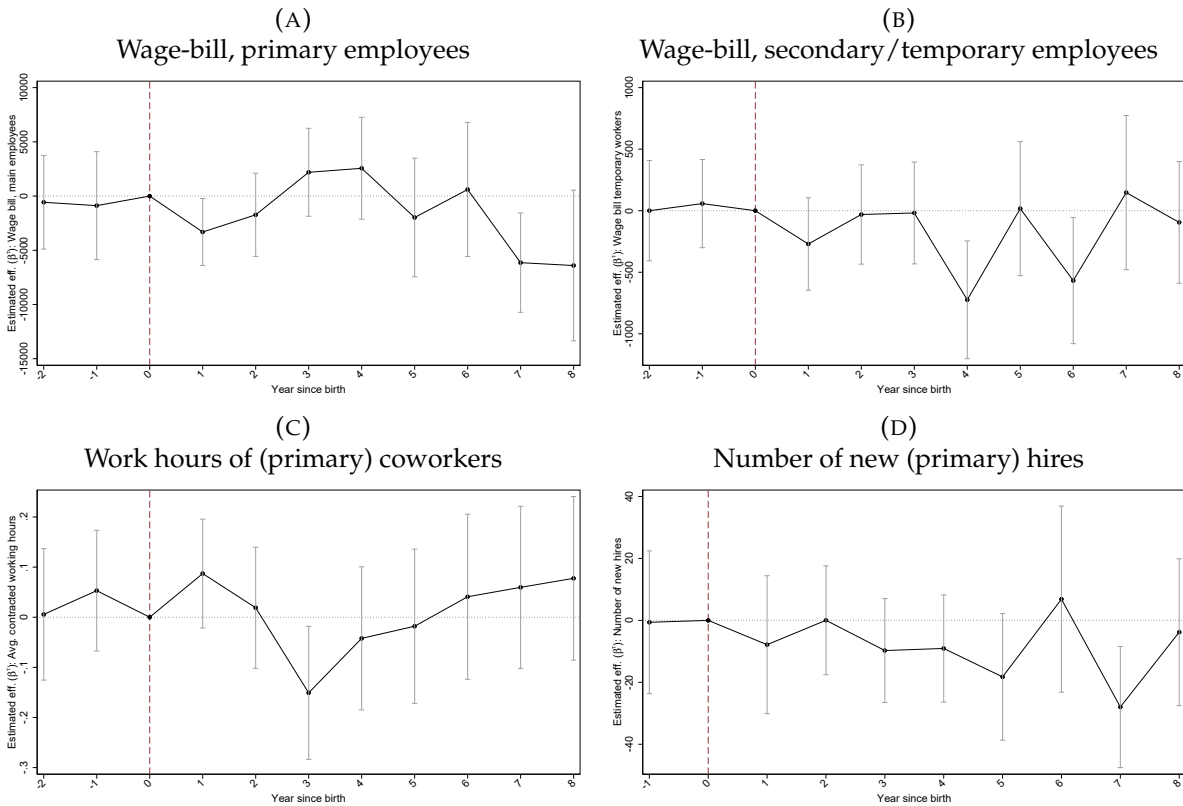 (A)
Wage-bill, primary employees
Estimated eff. (β¹): Wage bill, main employees
10000
5000
0
-5000
-10000
-15000
-2 -1 0 1 2 3 4 5 6 7 8
Year since birth
(B)
Wage-bill, secondary/temporary employees
Estimated eff. (β¹): Wage bill temporary workers
1000
500
0
-500
-1000
-2 -1 0 1 2 3 4 5 6 7 8
Year since birth
(C)
Work hours of (primary) coworkers
Estimated eff. (β¹): Avg. contracted working hours
.2
.1
0
-.1
-.2
-.3
-2 -1 0 1 2 3 4 5 6 7 8
Year since birth
(D)
Number of new (primary) hires
Estimated eff. (β¹): Number of new hires
40
20
0
-20
-40
-1 0 1 2 3 4 5 6 7 8
Year since birth